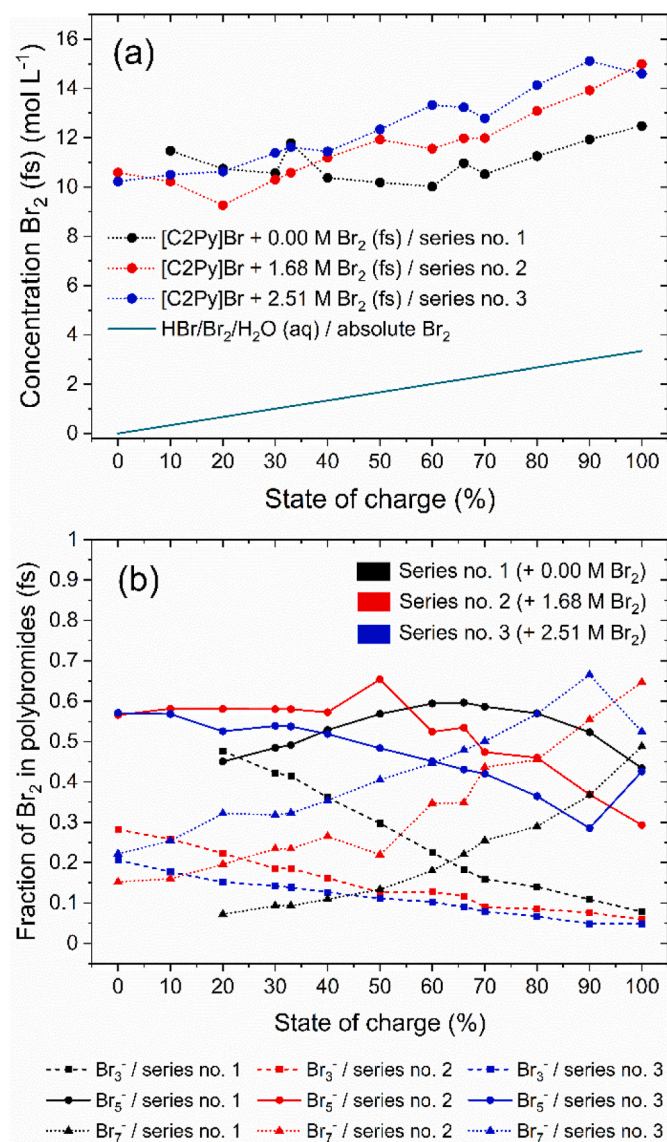 (a)
16
14
12
10
8
6
4
2
0
Concentration Br₂ (fs) (mol L⁻¹)
[C2Py]Br + 0.00 M Br₂ (fs) / series no. 1
[C2Py]Br + 1.68 M Br₂ (fs) / series no. 2
[C2Py]Br + 2.51 M Br₂ (fs) / series no. 3
HBr/Br₂/H₂O (aq) / absolute Br₂
0 10 20 30 40 50 60 70 80 90 100
State of charge (%)
(b)
1
0.9
0.8
0.7
0.6
0.5
0.4
0.3
0.2
0.1
0
Fraction of Br₂ in polybromides (fs)
Series no. 1 (+ 0.00 M Br₂)
Series no. 2 (+ 1.68 M Br₂)
Series no. 3 (+ 2.51 M Br₂)
0 10 20 30 40 50 60 70 80 90 100
State of charge (%)
Br₃⁻ / series no. 1 Br₃⁻ / series no. 2 Br₃⁻ / series no. 3
Br₅⁻ / series no. 1 Br₅⁻ / series no. 2 Br₅⁻ / series no. 3
Br₇⁻ / series no. 1 Br₇⁻ / series no. 2 Br₇⁻ / series no. 3